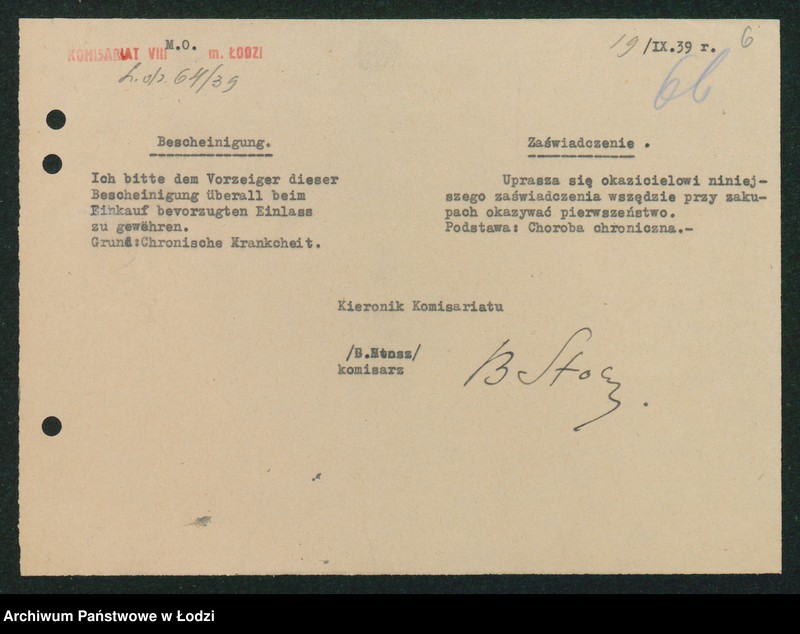 KOMISARIAT VIII M.O. m. ŁODZI
L. dz. 64/39
19/IX.39 r.
6
66
Bescheinigung.
Ich bitte dem Vorzeiger dieser
Bescheinigung überall beim
Einkauf bevorzugten Einlass
zu gewähren.
Grund:Chronische Krankcheit.
Zaświadczenie .
Uprasza się okazicielowi niniej-
szego zaświadczenia wszędzie przy zaku-
pach okazywać pierwszeństwo.
Podstawa: Choroba chroniczna.-
Kieronik Komisariatu
komisarz
Archiwum Państwowe w Łodzi